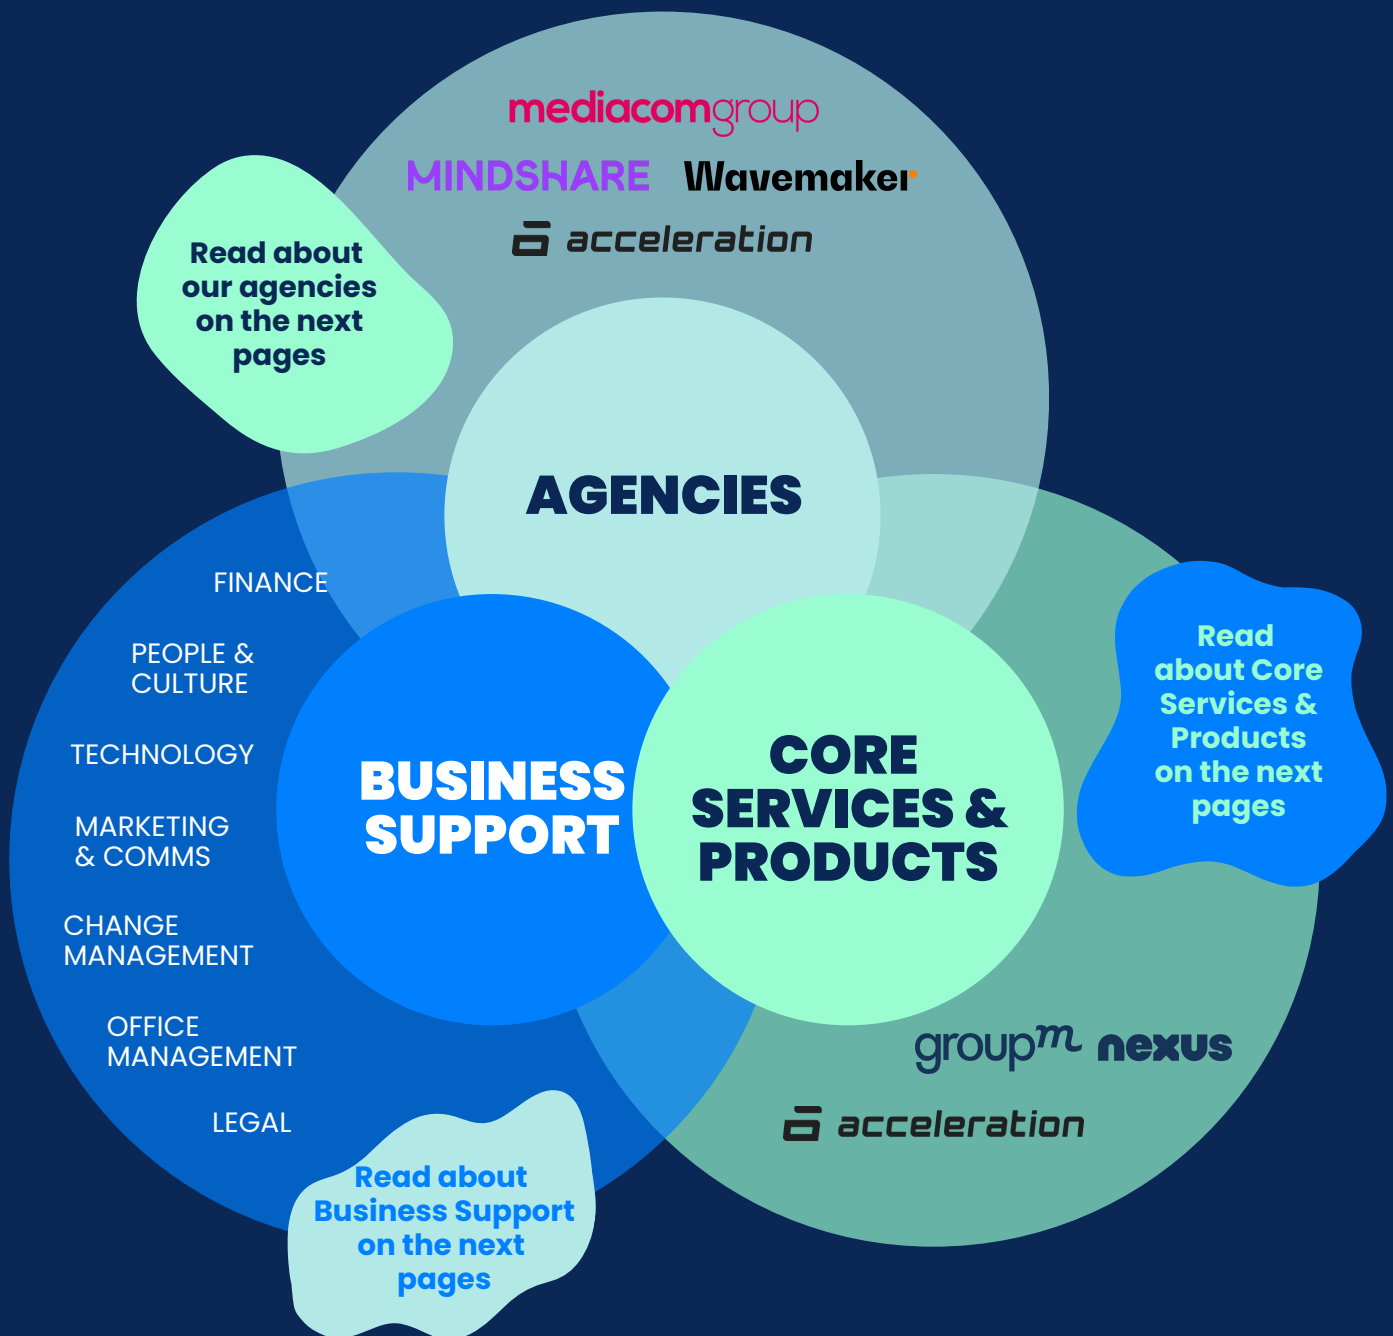 mediacomgroup
MINDSHARE
Wavemaker
acceleration
Read about
our agencies
on the next
pages
AGENCIES
FINANCE
PEOPLE &
CULTURE
TECHNOLOGY
MARKETING
& COMMS
CHANGE
MANAGEMENT
OFFICE
MANAGEMENT
LEGAL
BUSINESS
SUPPORT
CORE
SERVICES &
PRODUCTS
Read
about Core
Services &
Products
on the next
pages
groupm nexus
acceleration
Read about
Business Support
on the next
pages